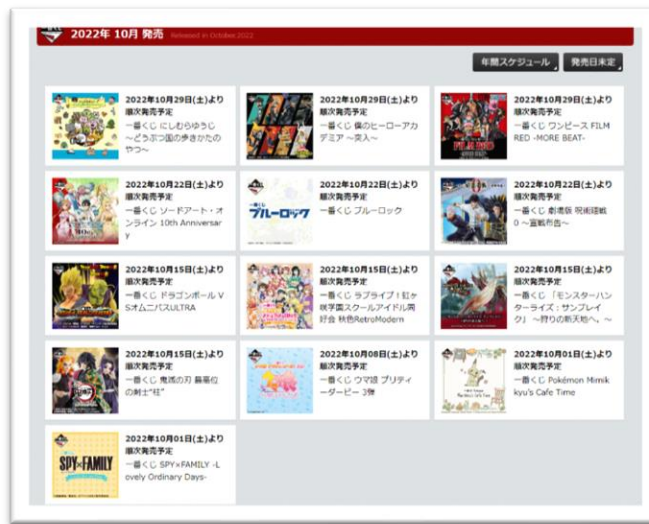 2022年 10月 発売 Released in October.2022
年間スケジュール
発売日未定
2022年10月29日(土)より
順次発売予定
一番くじ にしむらゆうじ
～どうぶつ国の歩きかたの
やつ～
2022年10月29日(土)より
順次発売予定
一番くじ 僕のヒーローアカ
デミア ～突入～
FILM RED
2022年10月29日(土)より
順次発売予定
一番くじ ワンピース FILM
RED -MORE BEAT-
2022年10月22日(土)より
順次発売予定
一番くじ ソードアート・オ
ンライン 10th Anniversar
y
ブルーロック
2022年10月22日(土)より
順次発売予定
一番くじ ブルーロック
2022年10月22日(土)より
順次発売予定
一番くじ 劇場版 呪術廻戦
0 ～宣戦布告～
2022年10月15日(土)より
順次発売予定
一番くじ ドラゴンボール V
SオムニバスULTRA
2022年10月15日(土)より
順次発売予定
一番くじ ラブライブ！虹ヶ
咲学園スクールアイドル同
好会 秋色RetroModern
2022年10月15日(土)より
順次発売予定
一番くじ 「モンスターハン
ターライズ：サンブレイ
ク」 ～狩りの新天地へ。～
2022年10月15日(土)より
順次発売予定
一番くじ 鬼滅の刃 最高位
の剣士"柱"
2022年10月08日(土)より
順次発売予定
一番くじ ウマ娘 プリティ
ーダービー 3弾
2022年10月01日(土)より
順次発売予定
一番くじ Pokémon Mimik
kyu's Cafe Time
SPY×FAMILY
2022年10月01日(土)より
順次発売予定
一番くじ SPY×FAMILY -L
ovely Ordinary Days-